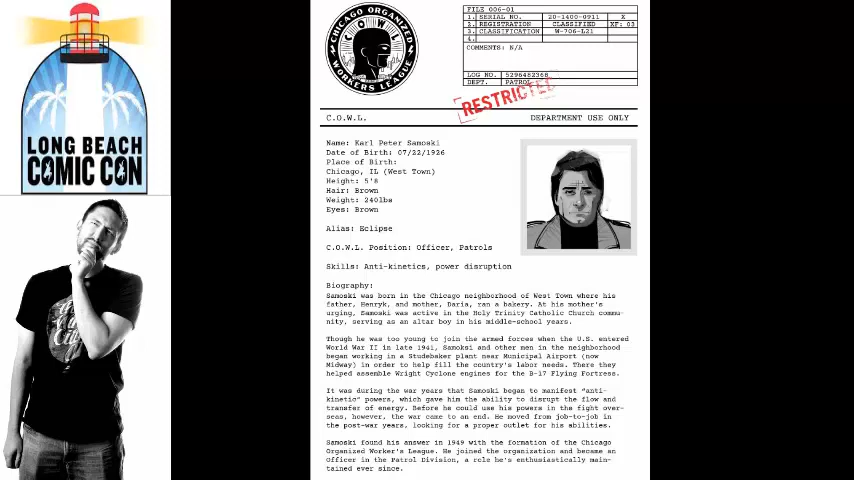 LONG BEACH
COMIC CON
CHICAGO ORGANIZED
WORKERS LEAGUE
C O W L
FILE 006-01
1. SERIAL NO. 20-1400-0911 X
2. REGISTRATION CLASSIFIED XF: 03
3. CLASSIFICATION W-706-L21
4.
COMMENTS: N/A
LOG NO. 5296482368
DEPT. PATROL
RESTRICTED
C.O.W.L. DEPARTMENT USE ONLY
Name: Karl Peter Samoski
Date of Birth: 07/22/1926
Place of Birth:
Chicago, IL (West Town)
Height: 5'8
Hair: Brown
Weight: 240lbs
Eyes: Brown
Alias: Eclipse
C.O.W.L. Position: Officer, Patrols
Skills: Anti-kinetics, power disruption
Biography:
Samoski was born in the Chicago neighborhood of West Town where his
father, Henryk, and mother, Daria, ran a bakery. At his mother's
urging, Samoski was active in the Holy Trinity Catholic Church commu-
nity, serving as an altar boy in his middle-school years.
Though he was too young to join the armed forces when the U.S. entered
World War II in late 1941, Samoksi and other men in the neighborhood
began working in a Studebaker plant near Municipal Airport (now
Midway) in order to help fill the country's labor needs. There they
helped assemble Wright Cyclone engines for the B-17 Flying Fortress.
It was during the war years that Samoski began to manifest "anti-
kinetic" powers, which gave him the ability to disrupt the flow and
transfer of energy. Before he could use his powers in the fight over-
seas, however, the war came to an end. He moved from job-to-job in
the post-war years, looking for a proper outlet for his abilities.
Samoski found his answer in 1949 with the formation of the Chicago
Organized Worker's League. He joined the organization and became an
Officer in the Patrol Division, a role he's enthusiastically main-
tained ever since.